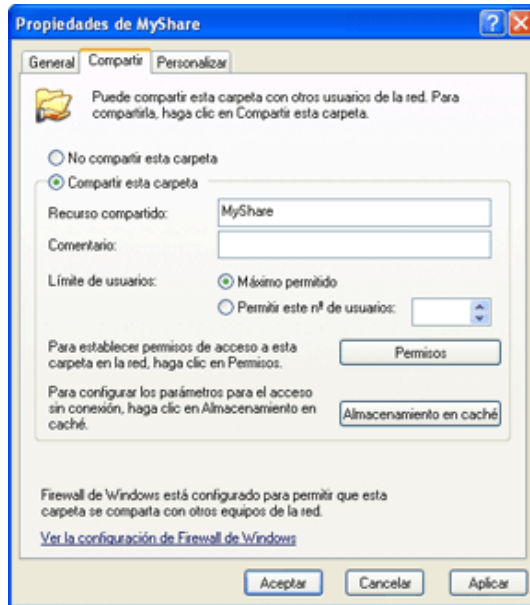 Propiedades de MyShare
General
Compartir
Personalizar
Puede compartir esta carpeta con otros usuarios de la red. Para
compartirla, haga clic en Compartir esta carpeta.
No compartir esta carpeta
Compartir esta carpeta
Recurso compartido:
MyShare
Comentario:
Límite de usuarios:
Máximo permitido
Permitir este nº de usuarios:
Para establecer permisos de acceso a esta
carpeta en la red, haga clic en Permisos.
Permisos
Para configurar los parámetros para el acceso
sin conexión, haga clic en Almacenamiento en
caché.
Almacenamiento en caché
Firewall de Windows está configurado para permitir que esta
carpeta se comparta con otros equipos de la red.
Ver la configuración de Firewall de Windows
Aceptar
Cancelar
Aplicar